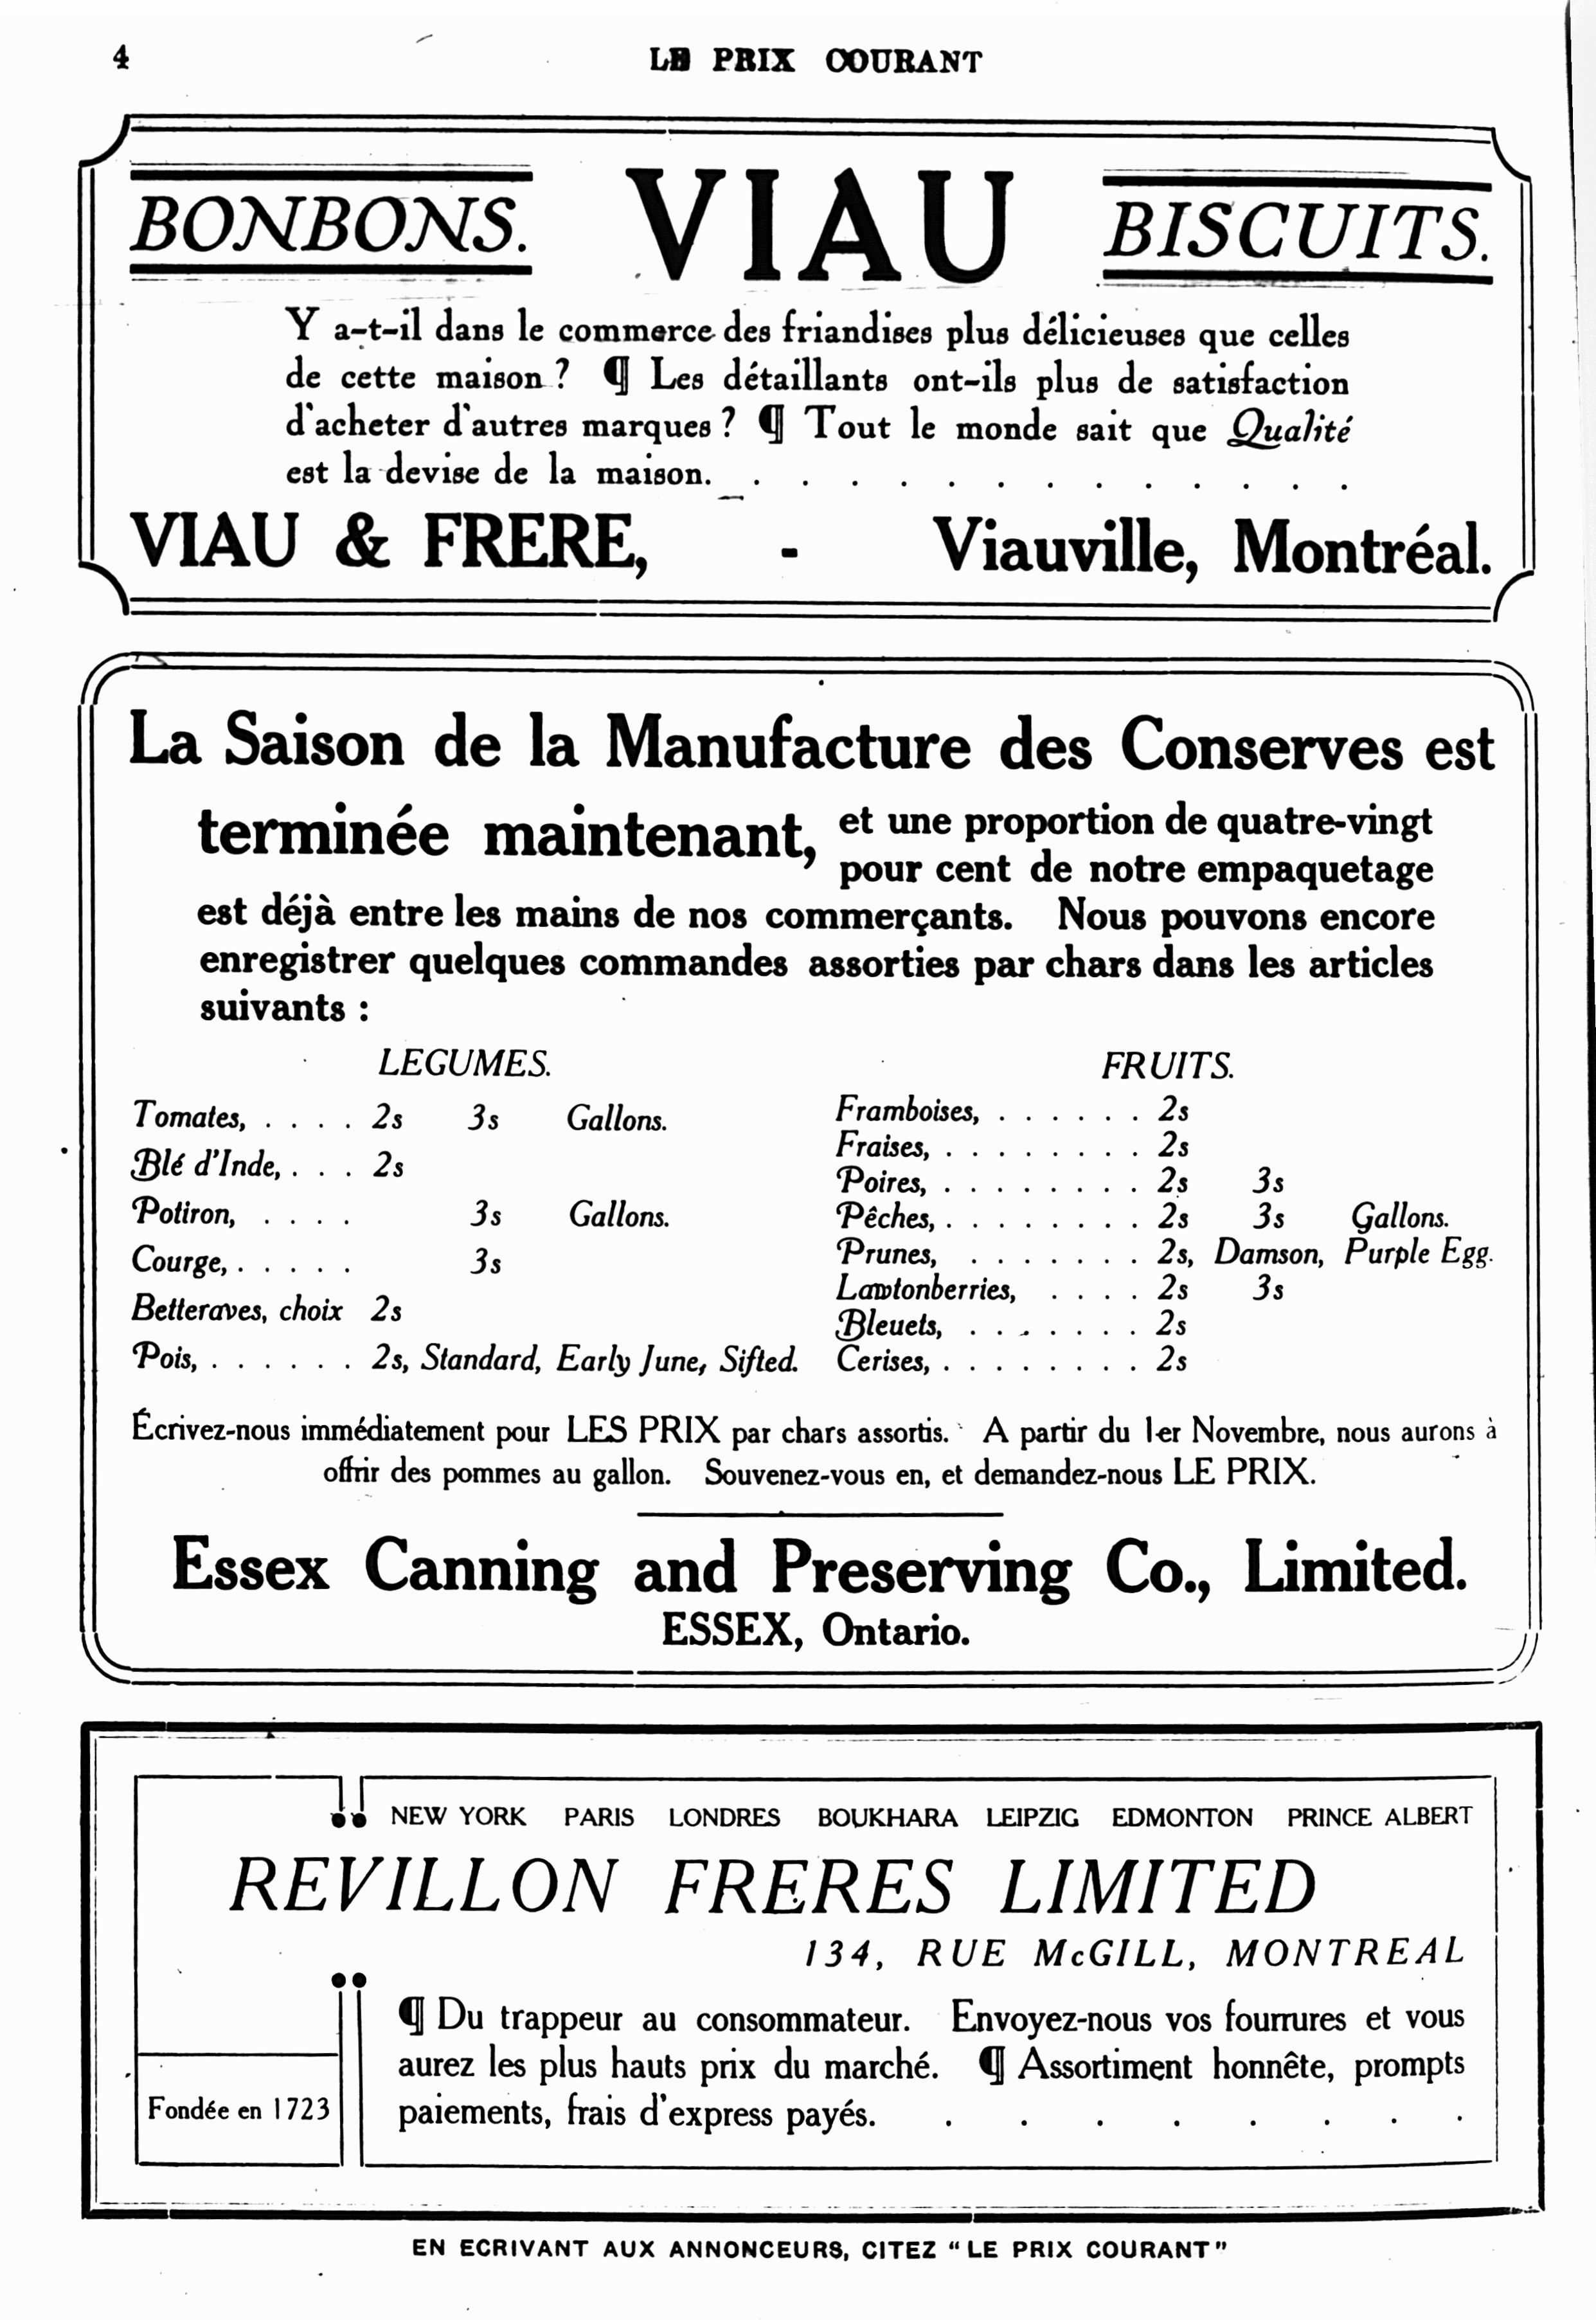 4
LE PRIX COURANT
BONBONS. VIAU BISCUITS.
Y a-t-il dans le commerce des friandises plus délicieuses que celles
de cette maison ? ¶ Les détaillants ont-ils plus de satisfaction
d'acheter d'autres marques ? ¶ Tout le monde sait que Qualité
est la devise de la maison. . . . . . . . . . . . . .
VIAU & FRERE, - Viauville, Montréal.
La Saison de la Manufacture des Conserves est
terminée maintenant, et une proportion de quatre-vingt
pour cent de notre empaquetage
est déjà entre les mains de nos commerçants. Nous pouvons encore
enregistrer quelques commandes assorties par chars dans les articles
suivants :
LEGUMES.
Tomates, . . . . 2s 3s Gallons.
Blé d'Inde, . . . 2s
Potiron, . . . . 3s Gallons.
Courge, . . . . . 3s
Betteraves, choix 2s
Pois, . . . . . . 2s, Standard, Early June, Sifted.
FRUITS.
Framboises, . . . . . . 2s
Fraises, . . . . . . . . 2s
Poires, . . . . . . . . 2s 3s
Pêches, . . . . . . . . 2s 3s Gallons.
Prunes, . . . . . . . 2s, Damson, Purple Egg.
Lawtonberries, . . . . 2s 3s
Bleuets, . . . . . . . 2s
Cerises, . . . . . . . . 2s
Écrivez-nous immédiatement pour LES PRIX par chars assortis. A partir du 1er Novembre, nous aurons à
offrir des pommes au gallon. Souvenez-vous en, et demandez-nous LE PRIX.
Essex Canning and Preserving Co., Limited.
ESSEX, Ontario.
NEW YORK PARIS LONDRES BOUKHARA LEIPZIG EDMONTON PRINCE ALBERT
REVILLON FRERES LIMITED
134, RUE McGILL, MONTREAL
¶ Du trappeur au consommateur. Envoyez-nous vos fourrures et vous
aurez les plus hauts prix du marché. ¶ Assortiment honnête, prompts
paiements, frais d'express payés. . . . . . . . .
Fondée en 1723
EN ECRIVANT AUX ANNONCEURS, CITEZ "LE PRIX COURANT"